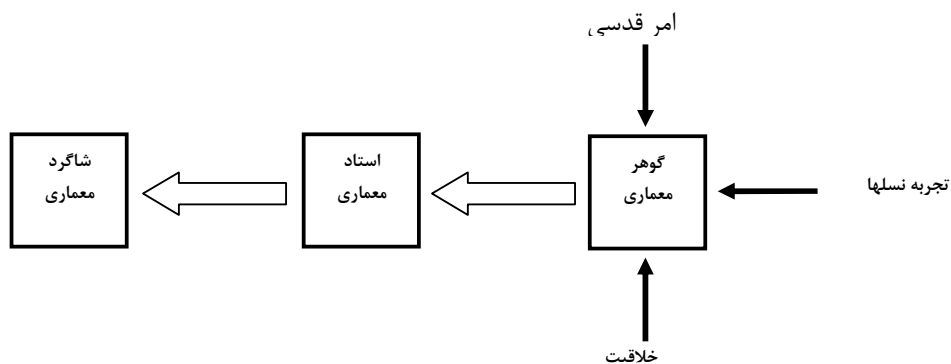 امر قدسی
گوهر
معماری
استاد
معماری
شاگرد
معماری
تجربه نسلها
خلاقیت